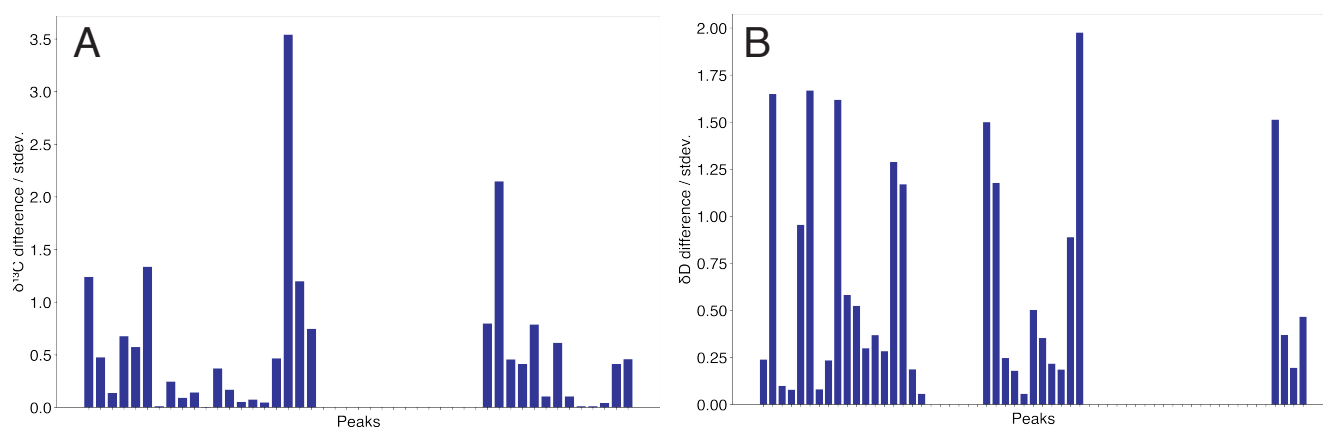 A
3.5
3.0
2.5
2.0
1.5
1.0
0.5
0.0
δ¹³C difference / stdev.
Peaks
B
2.00
1.75
1.50
1.25
1.00
0.75
0.50
0.25
0.00
δD difference / stdev.
Peaks